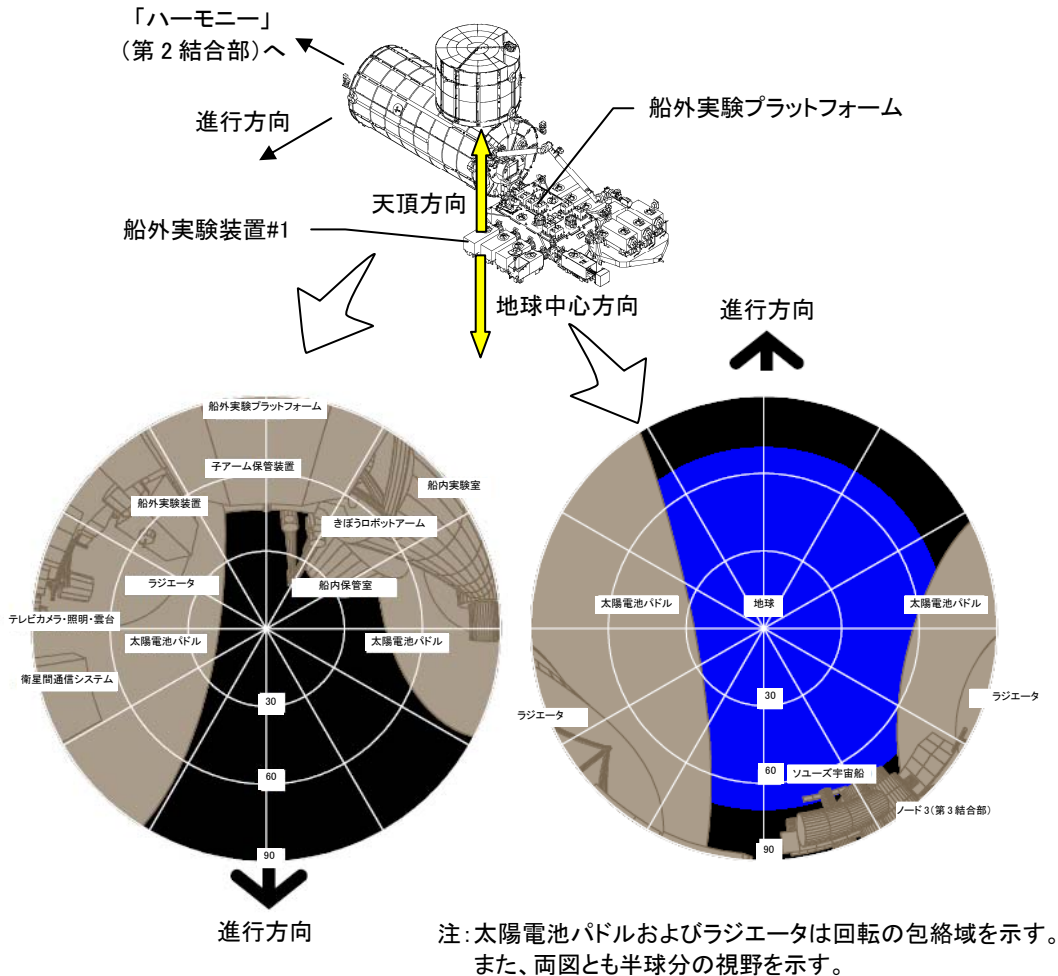 「ハーモニー」
(第2結合部)へ
進行方向
船外実験プラットフォーム
天頂方向
船外実験装置#1
地球中心方向
進行方向
船外実験プラットフォーム
子アーム保管装置
船内実験室
船外実験装置
きぼうロボットアーム
ラジエータ
船内保管室
テレビカメラ・照明・雲台
太陽電池パドル
太陽電池パドル
衛星間通信システム
30
60
90
進行方向
太陽電池パドル
地球
太陽電池パドル
30
ラジエータ
ラジエータ
60
ソユーズ宇宙船
ノード3(第3結合部)
90
注:太陽電池パドルおよびラジエータは回転の包絡域を示す。
また、両図とも半球分の視野を示す。